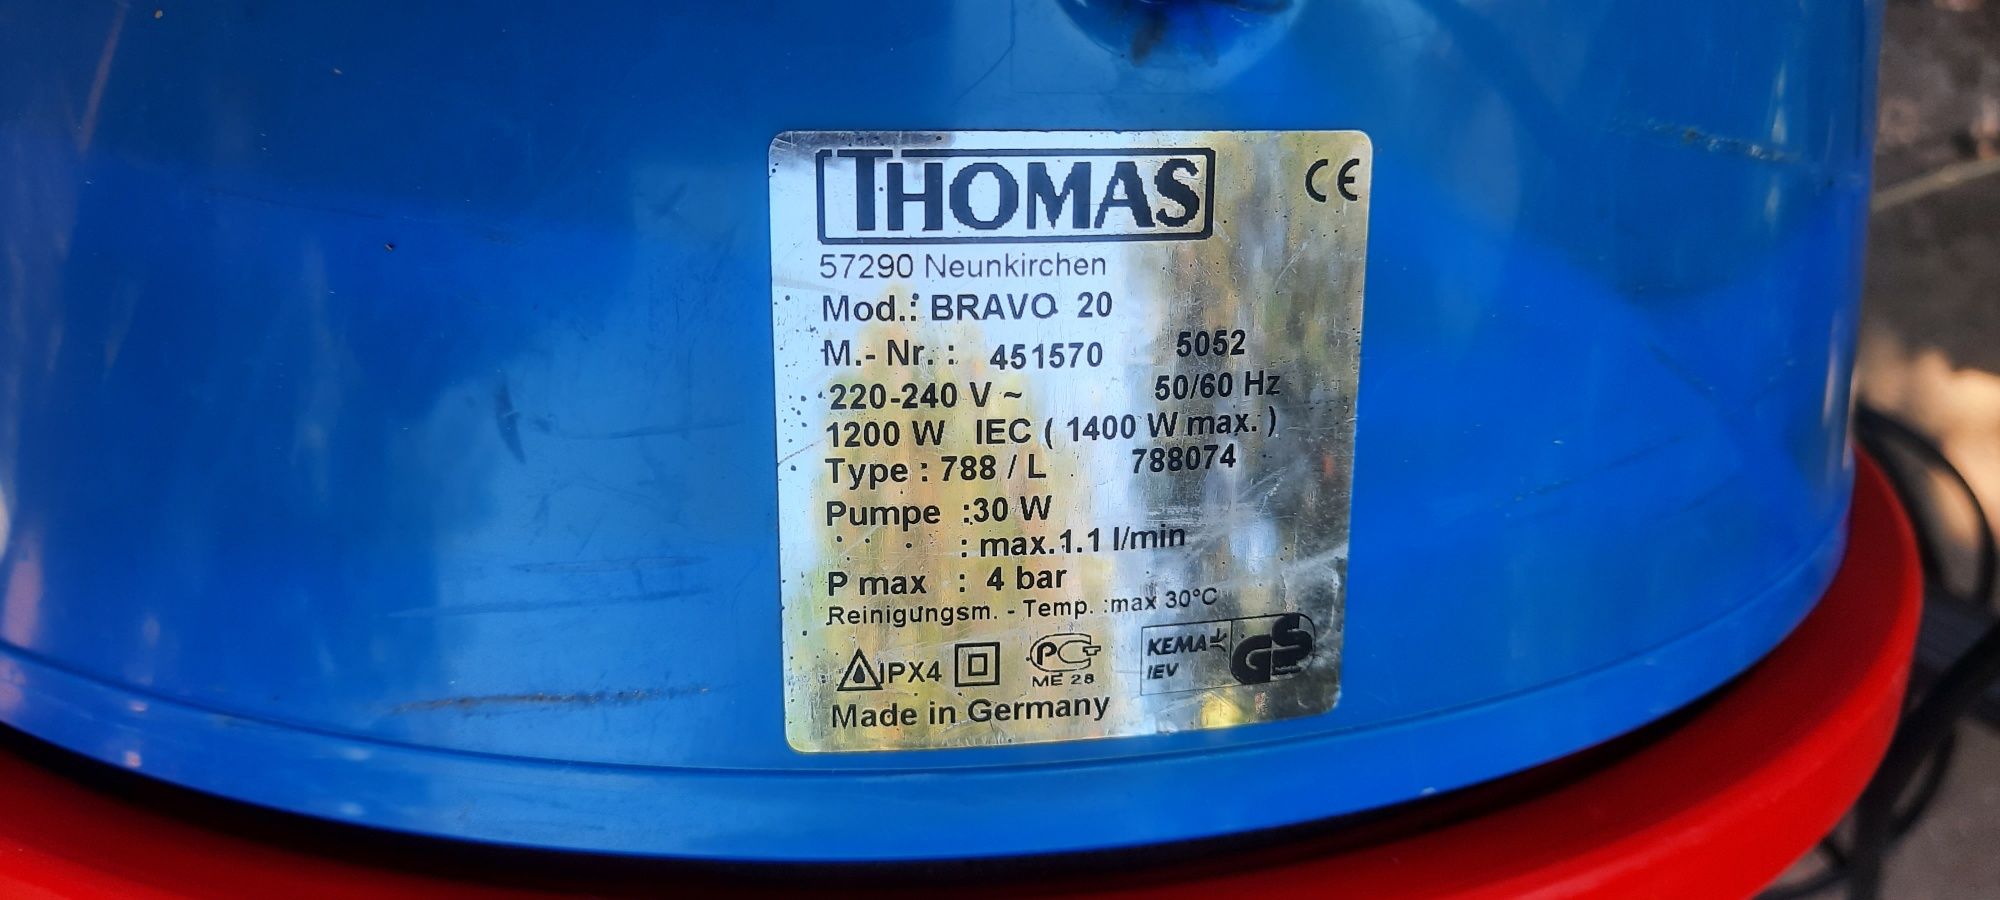 THOMAS CE
57290 Neunkirchen
Mod.: BRAVO 20
M.- Nr. : 451570 5052
220-240 V ~ 50/60 Hz
1200 W IEC ( 1400 W max. )
Type : 788 / L 788074
Pumpe : 30 W
: max. 1.1 l/min
P max : 4 bar
Reinigungsm. - Temp. :max 30°C
IPX4 PCT ME 28 KEMA IEV GS
Made in Germany